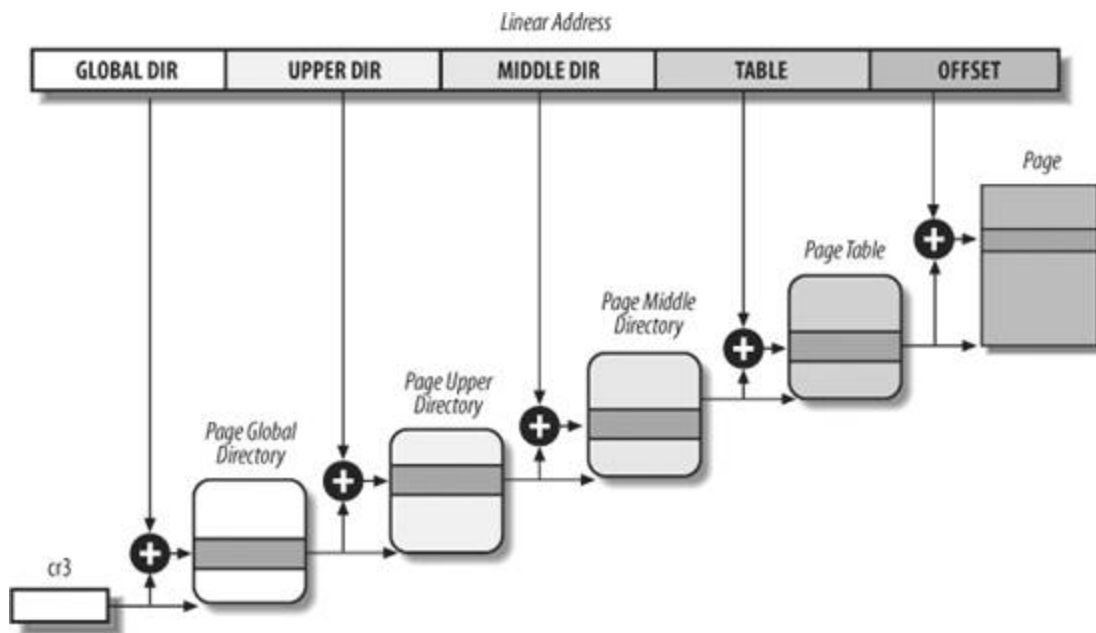 Linear Address
GLOBAL DIR
UPPER DIR
MIDDLE DIR
TABLE
OFFSET
Page
Page Table
Page Middle
Directory
Page Upper
Directory
Page Global
Directory
cr3